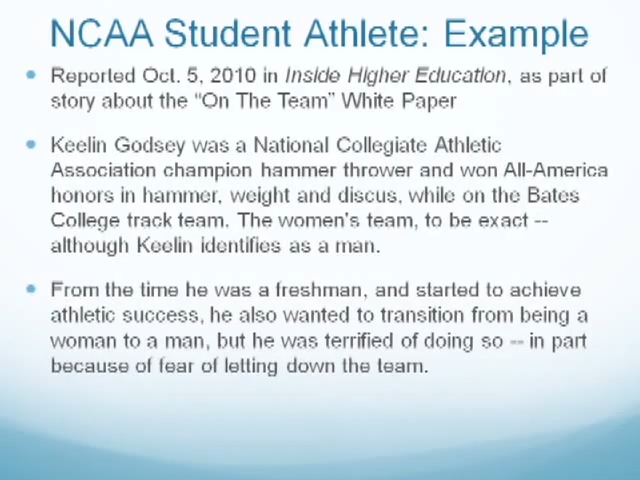 NCAA Student Athlete: Example
Reported Oct. 5, 2010 in Inside Higher Education, as part of
story about the “On The Team” White Paper
Keelin Godsey was a National Collegiate Athletic
Association champion hammer thrower and won All-America
honors in hammer, weight and discus, while on the Bates
College track team. The women's team, to be exact --
although Keelin identifies as a man.
From the time he was a freshman, and started to achieve
athletic success, he also wanted to transition from being a
woman to a man, but he was terrified of doing so -- in part
because of fear of letting down the team.